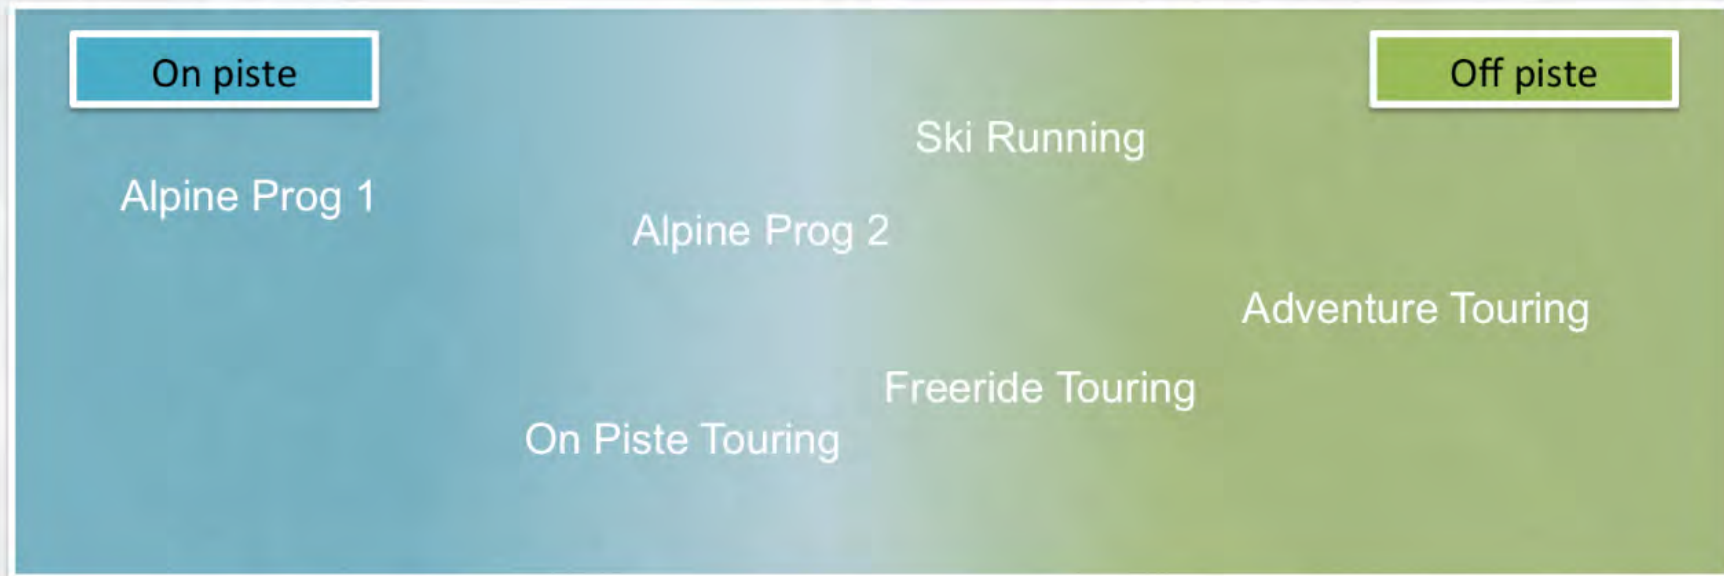 On piste
Off piste
Ski Running
Alpine Prog 1
Alpine Prog 2
Adventure Touring
Freeride Touring
On Piste Touring